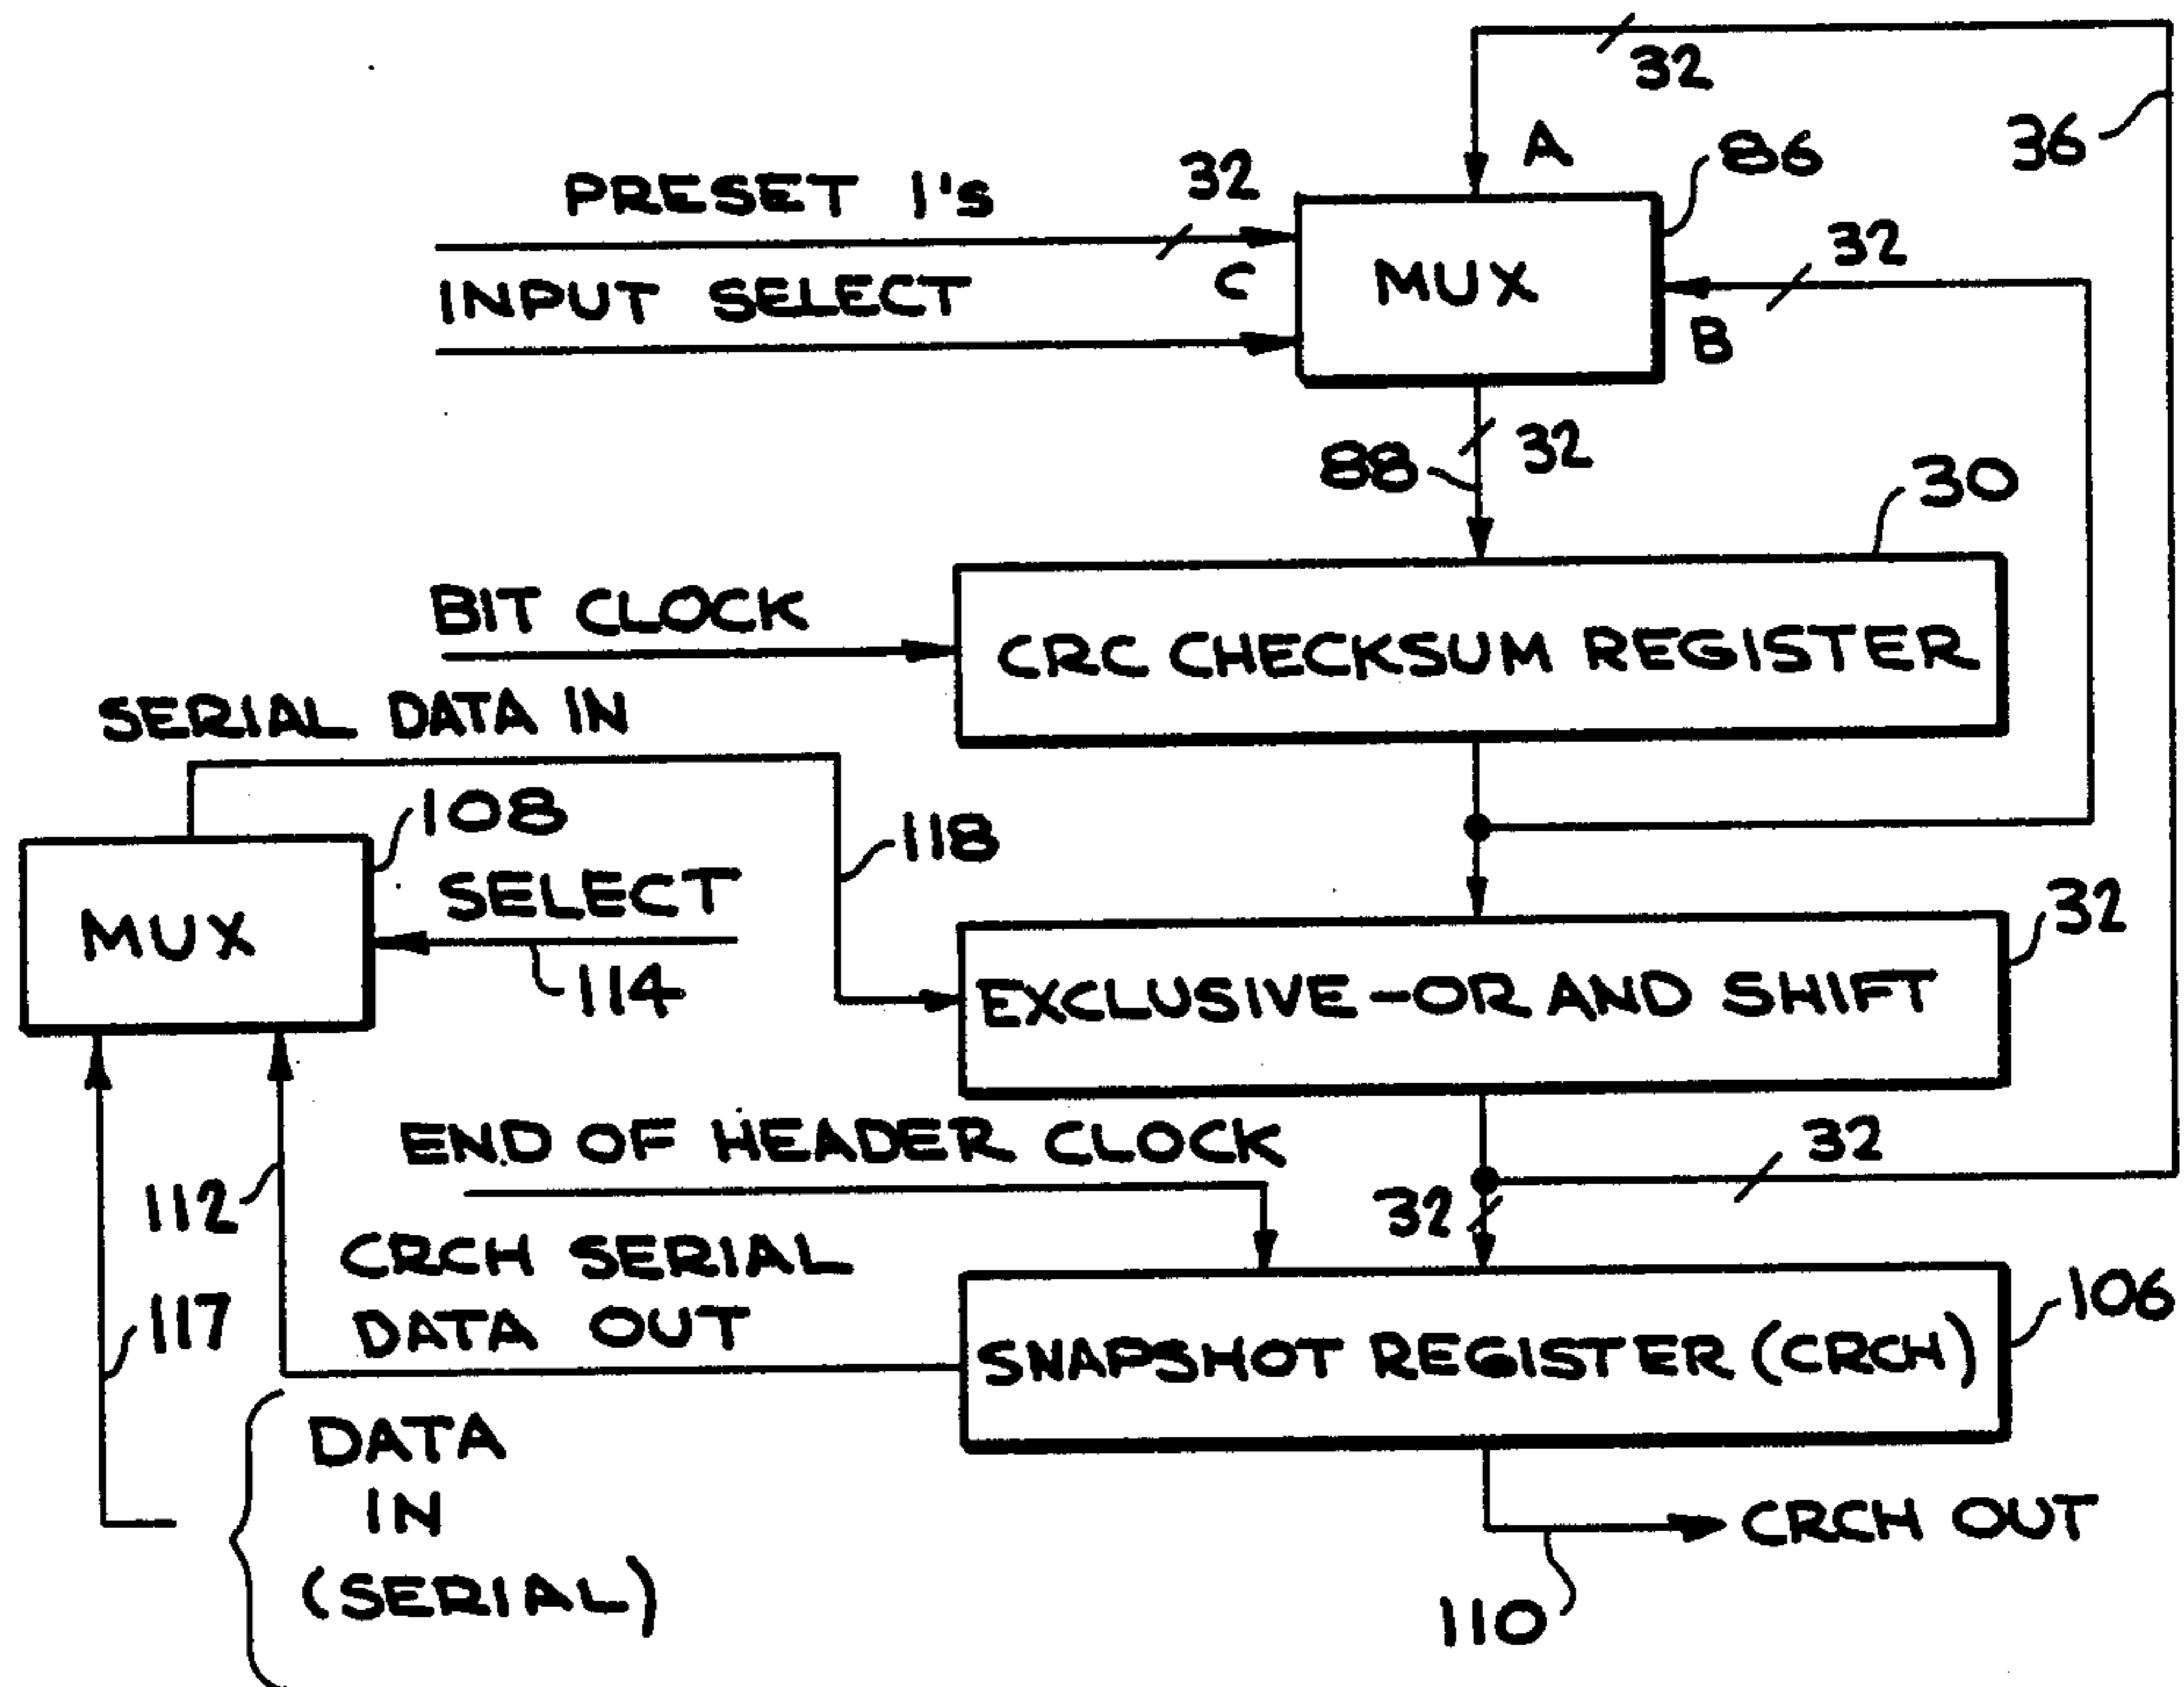 32
36
A
86
PRESET 1'S
32
C
INPUT SELECT
MUX
32
B
88
32
30
BIT CLOCK
CRC CHECKSUM REGISTER
SERIAL DATA IN
108
118
SELECT
MUX
114
32
EXCLUSIVE-OR AND SHIFT
END OF HEADER CLOCK
32
112
32
CRCH SERIAL
DATA OUT
117
106
SNAPSHOT REGISTER (CRCH)
DATA
IN
(SERIAL)
CRCH OUT
110